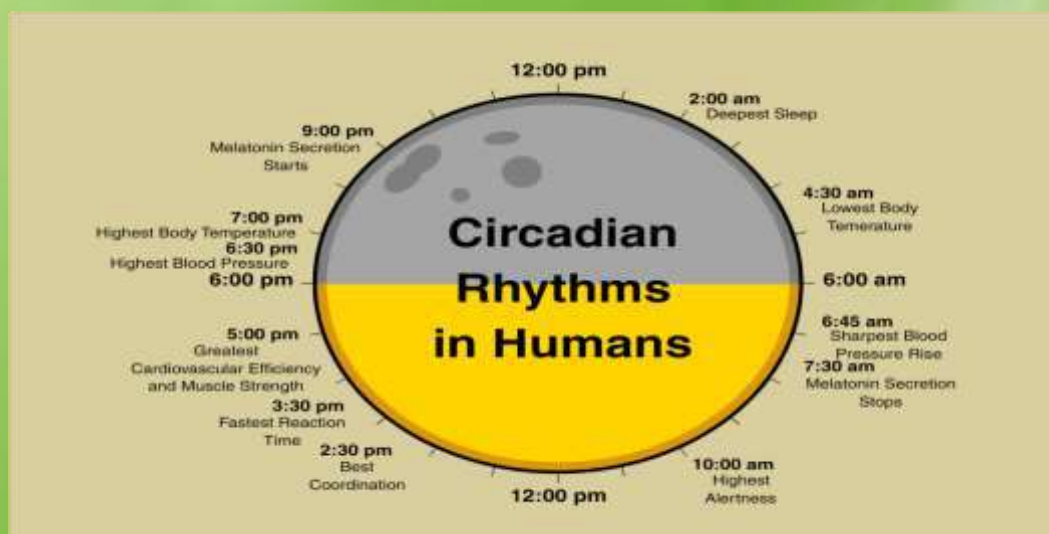 12:00 pm
2:00 am
Deepest Sleep
4:30 am
Lowest Body
Temerature
6:00 am
6:45 am
Sharpest Blood
Pressure Rise
7:30 am
Melatonin Secretion
Stops
10:00 am
Highest
Alertness
12:00 pm
2:30 pm
Best
Coordination
3:30 pm
Fastest Reaction
Time
5:00 pm
Greatest
Cardiovascular Efficiency
and Muscle Strength
6:00 pm
6:30 pm
Highest Blood Pressure
7:00 pm
Highest Body Temperature
9:00 pm
Melatonin Secretion
Starts
Circadian
Rhythms
in Humans